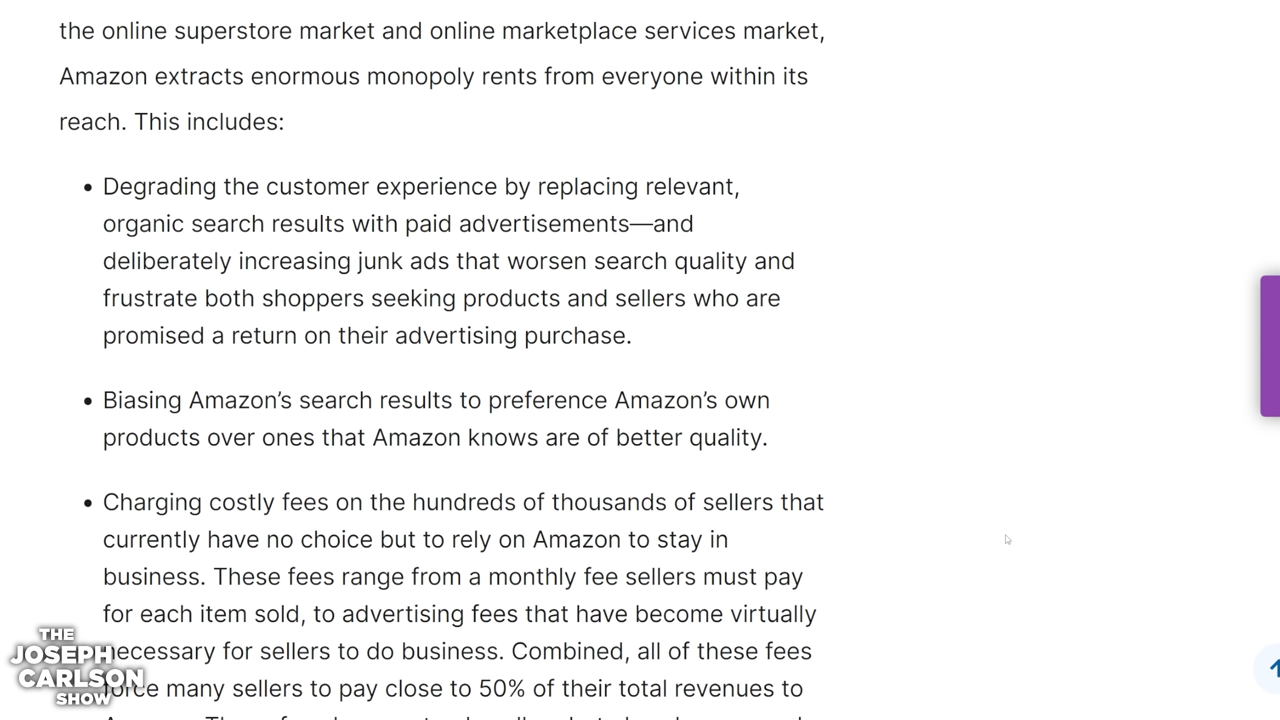 the online superstore market and online marketplace services market,
Amazon extracts enormous monopoly rents from everyone within its
reach. This includes:
• Degrading the customer experience by replacing relevant,
organic search results with paid advertisements—and
deliberately increasing junk ads that worsen search quality and
frustrate both shoppers seeking products and sellers who are
promised a return on their advertising purchase.
• Biasing Amazon’s search results to preference Amazon’s own
products over ones that Amazon knows are of better quality.
• Charging costly fees on the hundreds of thousands of sellers that
currently have no choice but to rely on Amazon to stay in
business. These fees range from a monthly fee sellers must pay
for each item sold, to advertising fees that have become virtually
necessary for sellers to do business. Combined, all of these fees
force many sellers to pay close to 50% of their total revenues to
THE
JOSEPH
CARLSON
SHOW